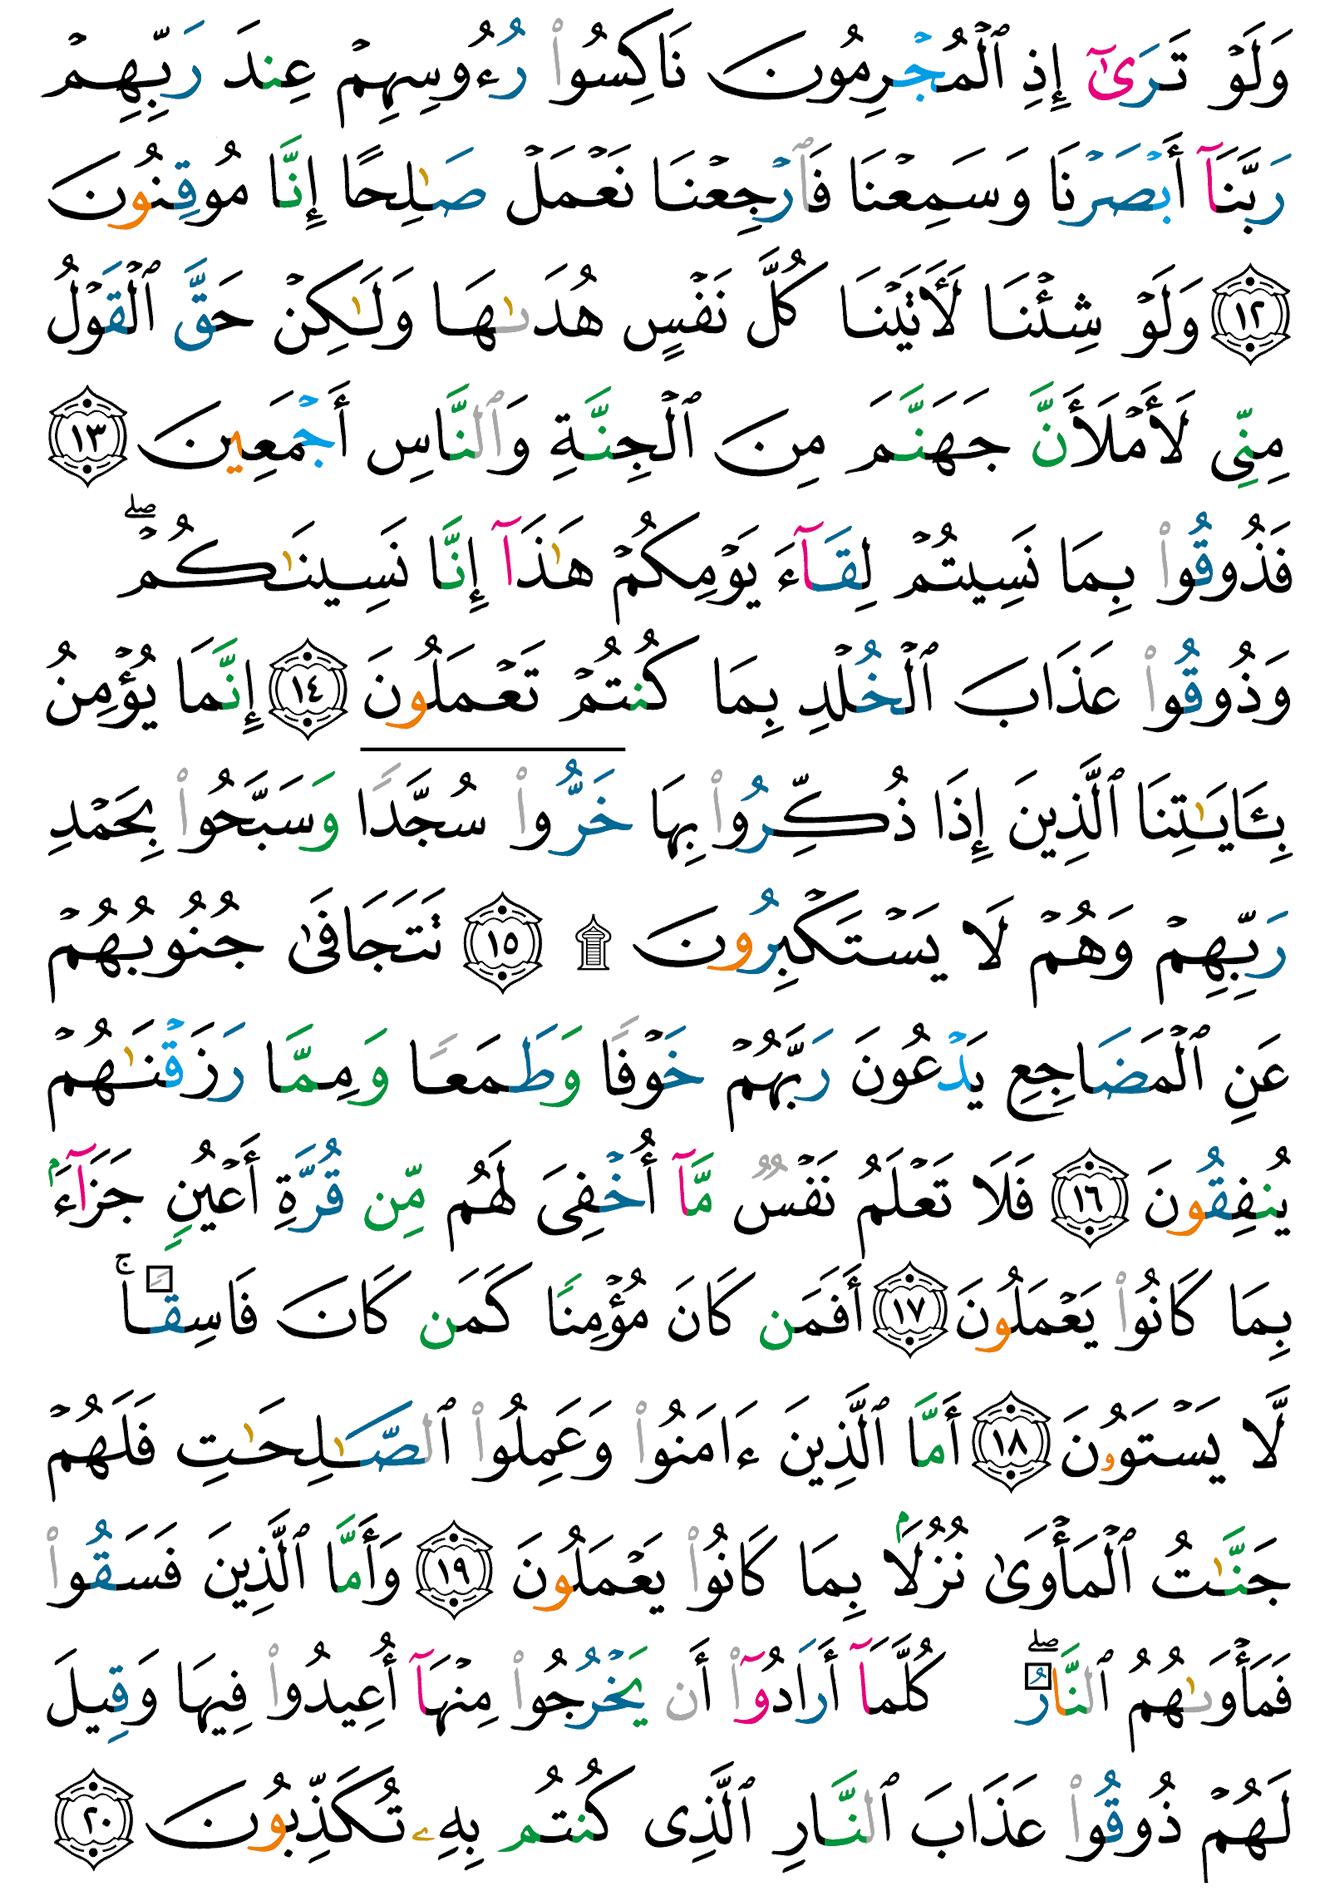 وَلَوۡ تَرَىٰٓ إِذِ ٱلۡمُجۡرِمُونَ نَاكِسُواْ رُءُوسِهِمۡ عِندَ رَبِّهِمۡ
رَبَّنَآ أَبۡصَرۡنَا وَسَمِعۡنَا فَٱرۡجِعۡنَا نَعۡمَلۡ صَٰلِحًا إِنَّا مُوقِنُونَ
١٢ وَلَوۡ شِئۡنَا لَأٓتَيۡنَا كُلَّ نَفۡسٍ هُدَىٰهَا وَلَٰكِنۡ حَقَّ ٱلۡقَوۡلُ
مِنِّي لَأَمۡلَأَنَّ جَهَنَّمَ مِنَ ٱلۡجِنَّةِ وَٱلنَّاسِ أَجۡمَعِينَ ١٣
فَذُوقُواْ بِمَا نَسِيتُمۡ لِقَآءَ يَوۡمِكُمۡ هَٰذَآ إِنَّا نَسِينَٰكُمۡۖ
وَذُوقُواْ عَذَابَ ٱلۡخُلۡدِ بِمَا كُنتُمۡ تَعۡمَلُونَ ١٤ إِنَّمَا يُؤۡمِنُ
بِـَٔايَٰتِنَا ٱلَّذِينَ إِذَا ذُكِّرُواْ بِهَا خَرُّواْ سُجَّدٗا وَسَبَّحُواْ بِحَمۡدِ
رَبِّهِمۡ وَهُمۡ لَا يَسۡتَكۡبِرُونَ ۩ ١٥ تَتَجَافَىٰ جُنُوبُهُمۡ
عَنِ ٱلۡمَضَاجِعِ يَدۡعُونَ رَبَّهُمۡ خَوۡفٗا وَطَمَعٗا وَمِمَّا رَزَقۡنَٰهُمۡ
يُنفِقُونَ ١٦ فَلَا تَعۡلَمُ نَفۡسٞ مَّآ أُخۡفِيَ لَهُم مِّن قُرَّةِ أَعۡيُنٖ جَزَآءَۢ
بِمَا كَانُواْ يَعۡمَلُونَ ١٧ أَفَمَن كَانَ مُؤۡمِنٗا كَمَن كَانَ فَاسِقٗاۚ
لَّا يَسۡتَوُۥنَ ١٨ أَمَّا ٱلَّذِينَ ءَامَنُواْ وَعَمِلُواْ ٱلصَّٰلِحَٰتِ فَلَهُمۡ
جَنَّٰتُ ٱلۡمَأۡوَىٰ نُزُلَۢا بِمَا كَانُواْ يَعۡمَلُونَ ١٩ وَأَمَّا ٱلَّذِينَ فَسَقُواْ
فَمَأۡوَىٰهُمُ ٱلنَّارُۖ كُلَّمَآ أَرَادُوٓاْ أَن يَخۡرُجُواْ مِنۡهَآ أُعِيدُواْ فِيهَا وَقِيلَ
لَهُمۡ ذُوقُواْ عَذَابَ ٱلنَّارِ ٱلَّذِي كُنتُم بِهِۦ تُكَذِّبُونَ ٢٠